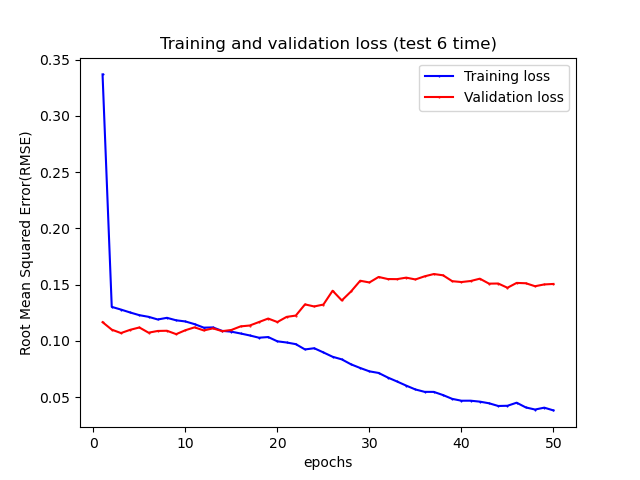 Training and validation loss (test 6 time)
Training loss
Validation loss
Root Mean Squared Error(RMSE)
0.35
0.30
0.25
0.20
0.15
0.10
0.05
0 10 20 30 40 50
epochs